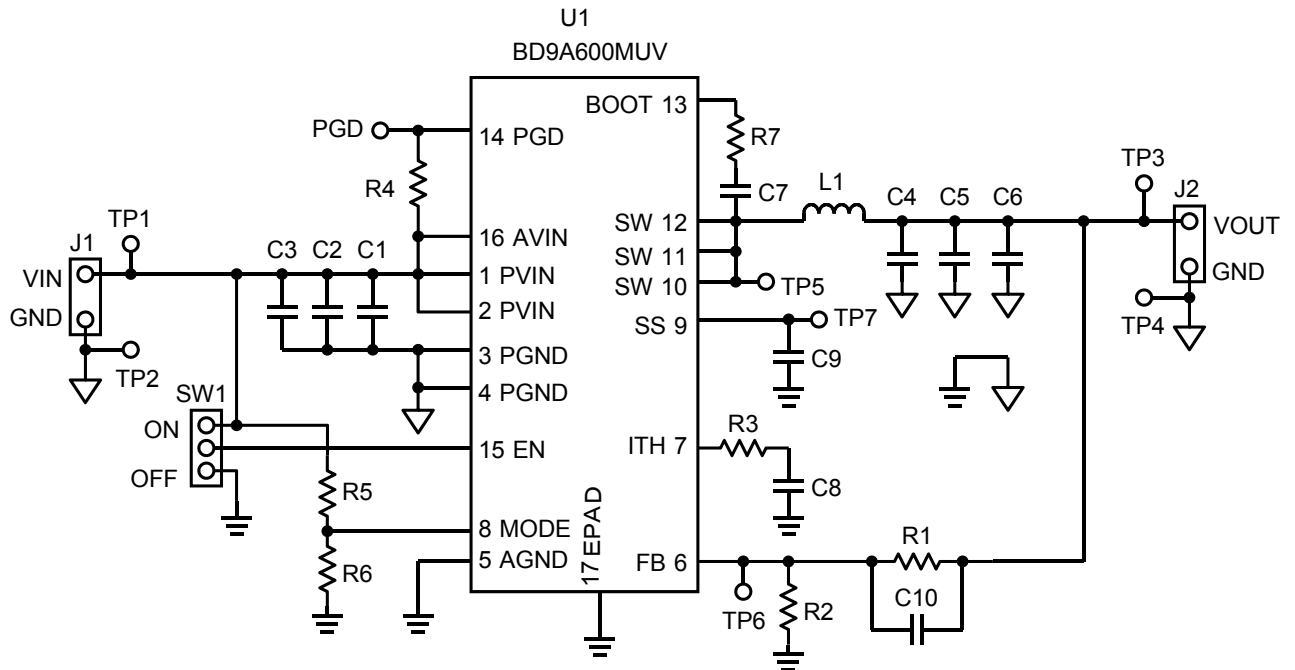 U1
BD9A600MUV
BOOT 13
PGD
14 PGD
R7
R4
C7
L1
C4
C5
C6
TP3
J2
TP1
J1
C3
C2
C1
16 AVIN
SW 12
VOUT
VIN
1 PVIN
SW 11
GND
GND
2 PVIN
SW 10
TP5
TP4
TP2
3 PGND
SS 9
TP7
C9
SW1
4 PGND
ON
15 EN
ITH 7
R3
OFF
R5
C8
8 MODE
R1
5 AGND
17 EPAD
FB 6
R6
C10
TP6
R2